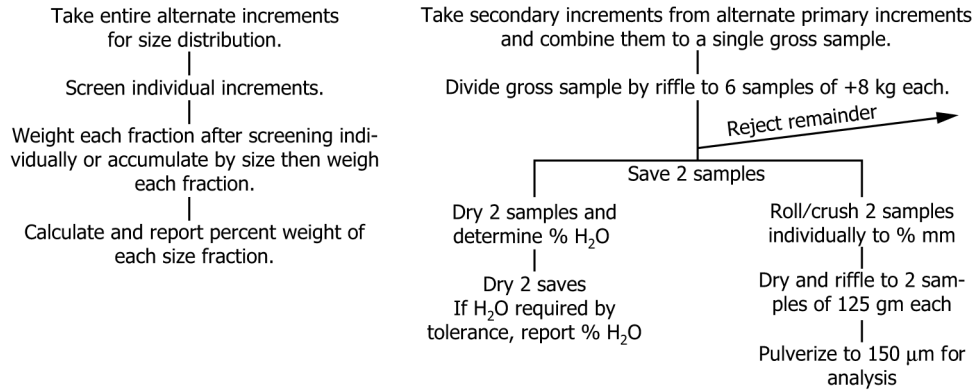 Take entire alternate increments
for size distribution.
Screen individual increments.
Weight each fraction after screening indi-
vidually or accumulate by size then weigh
each fraction.
Calculate and report percent weight of
each size fraction.
Take secondary increments from alternate primary increments
and combine them to a single gross sample.
Divide gross sample by riffle to 6 samples of +8 kg each.
Reject remainder
Save 2 samples
Dry 2 samples and
determine % H₂O
Dry 2 saves
If H₂O required by
tolerance, report % H₂O
Roll/crush 2 samples
individually to % mm
Dry and riffle to 2 sam-
ples of 125 gm each
Pulverize to 150 µm for
analysis